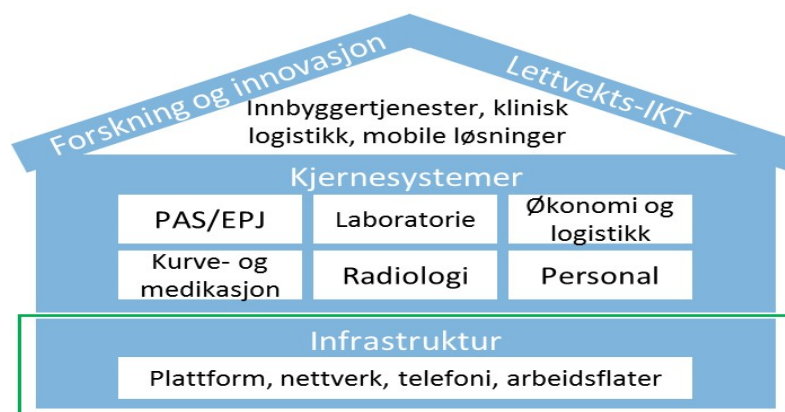 Forskning og innovasjon
Lettvekts-IKT
Innbyggertjenester, klinisk
logistikk, mobile løsninger
Kjernesystemer
PAS/EPJ
Laboratorie
Økonomi og
logistikk
Kurve- og
medikasjon
Radiologi
Personal
Infrastruktur
Plattform, nettverk, telefoni, arbeidsflater